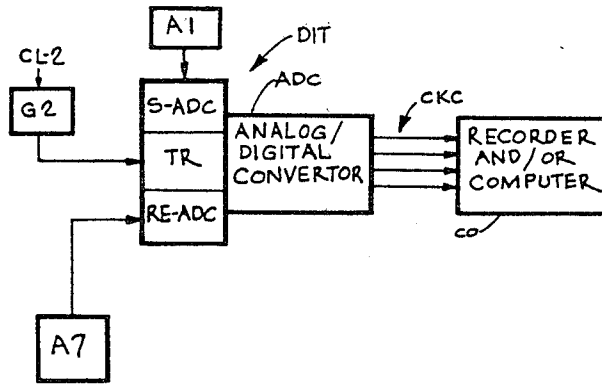 A1
DIT
CL-2
ADC
G2
S-ADC
CKC
ANALOG/
DIGITAL
CONVERTOR
RECORDER
AND/OR
COMPUTER
TR
RE-ADC
CO
A7